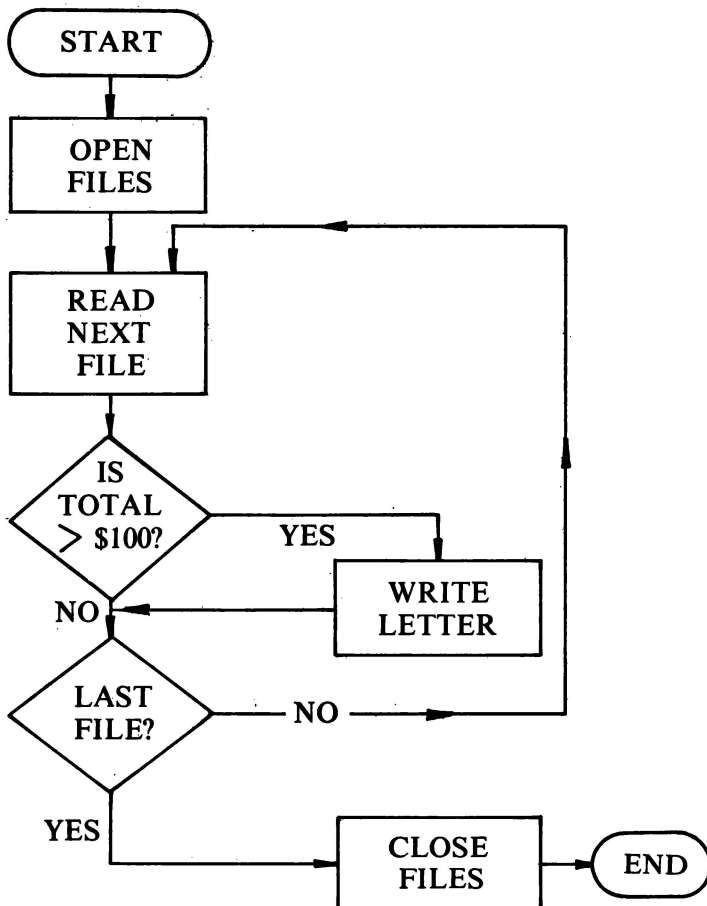 START
OPEN
FILES
READ
NEXT
FILE
IS
TOTAL
> $100?
YES
WRITE
LETTER
NO
LAST
FILE?
NO
YES
CLOSE
FILES
END